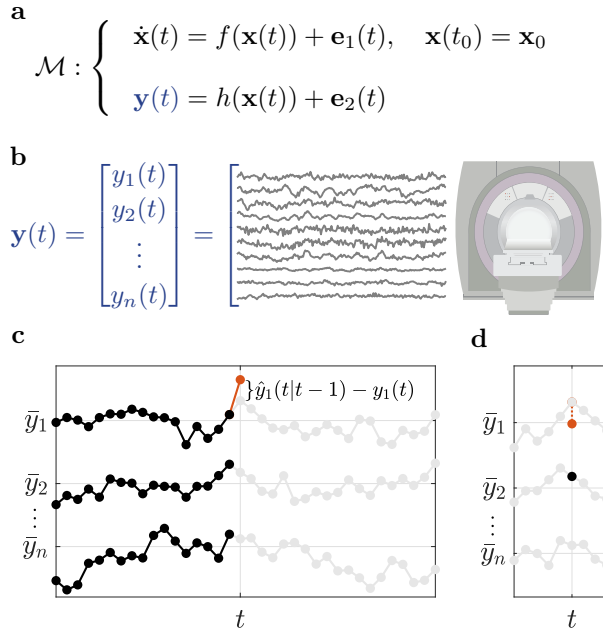 a
ẋ(t) = f(x(t)) + e₁(t), x(t₀) = x₀
M :
y(t) = h(x(t)) + e₂(t)
b
y₁(t)
y₂(t)
y(t) = ⋮ =
yₙ(t)
c
d
}ŷ₁(t|t − 1) − y₁(t)
ȳ₁
ȳ₂
⋮
ȳₙ
t
ȳ₁
ȳ₂
⋮
ȳₙ
t